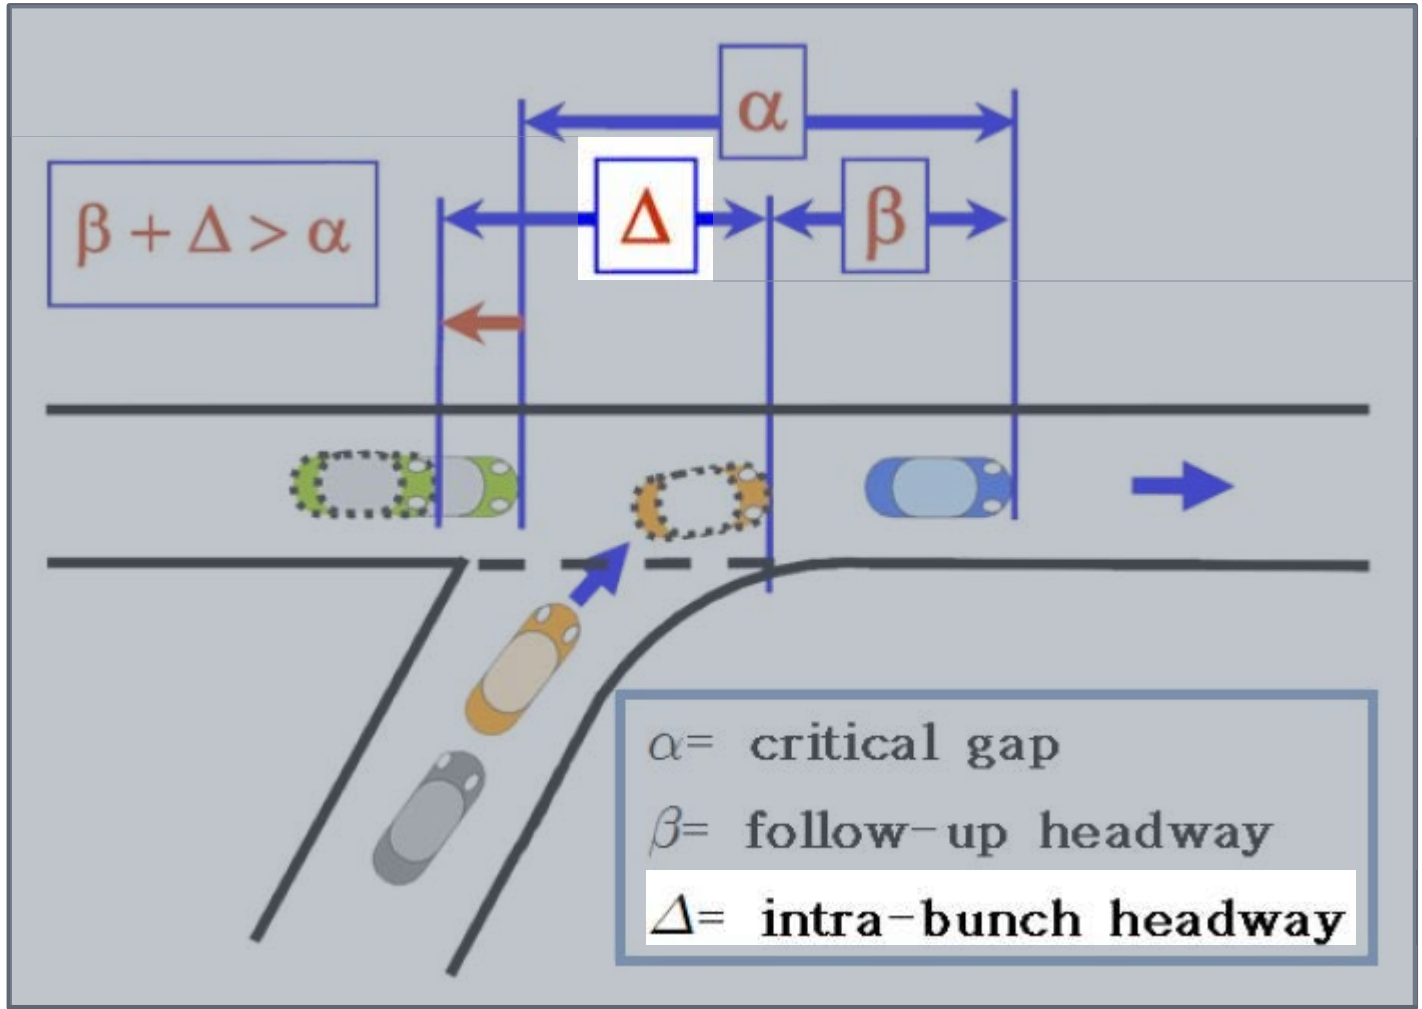 α
Δ
β
β + Δ > α
α= critical gap
β= follow-up headway
Δ= intra-bunch headway